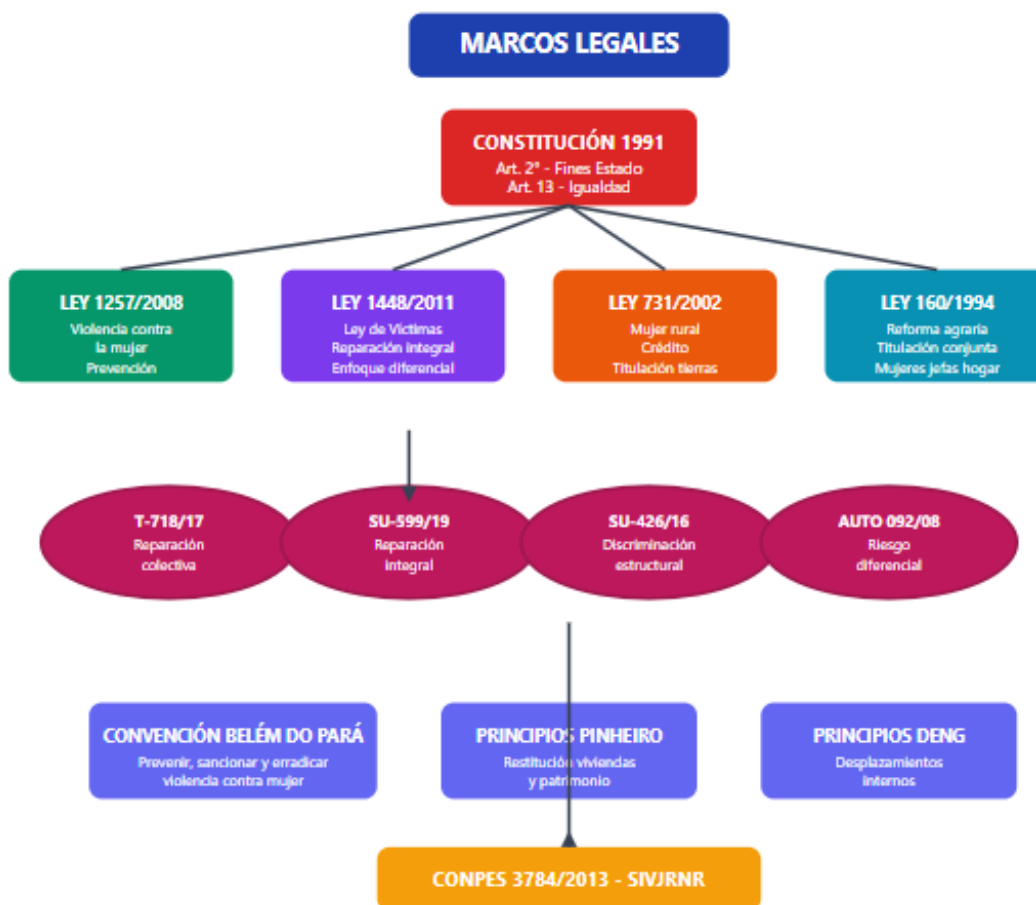 MARCOS LEGALES
CONSTITUCIÓN 1991
Art. 2° - Fines Estado
Art. 13 - Igualdad
LEY 1257/2008
Violencia contra
la mujer
Prevención
LEY 1448/2011
Ley de Víctimas
Reparación integral
Enfoque diferencial
LEY 731/2002
Mujer rural
Crédito
Titulación tierras
LEY 160/1994
Reforma agraria
Titulación conjunta
Mujeres jefas hogar
T-718/17
Reparación
colectiva
SU-599/19
Reparación
integral
SU-426/16
Discriminación
estructural
AUTO 092/08
Riesgo
diferencial
CONVENCIÓN BELÉM DO PARÁ
Prevenir, sancionar y erradicar
violencia contra mujer
PRINCIPIOS PINHEIRO
Restitución viviendas
y patrimonio
PRINCIPIOS DENG
Desplazamientos
internos
CONPES 3784/2013 - SIVJRNR